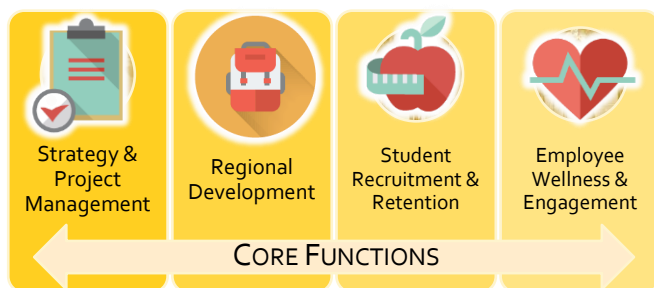 Strategy &
Project
Management
Regional
Development
Student
Recruitment &
Retention
Employee
Wellness &
Engagement
CORE FUNCTIONS